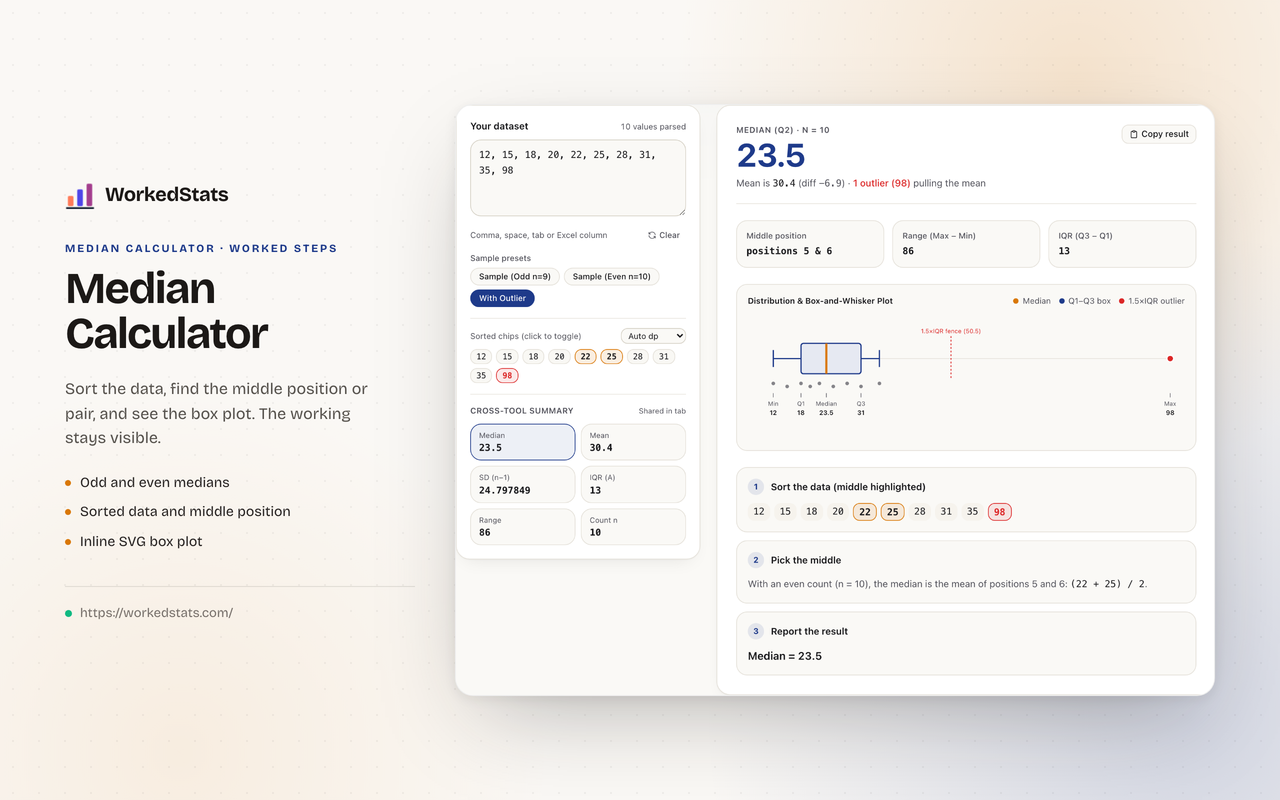 WorkedStats
MEDIAN CALCULATOR · WORKED STEPS
Median
Calculator
Sort the data, find the middle position or
pair, and see the box plot. The working
stays visible.
Odd and even medians
Sorted data and middle position
Inline SVG box plot
https://workedstats.com/
Your dataset
10 values parsed
12, 15, 18, 20, 22, 25, 28, 31,
35, 98
Comma, space, tab or Excel column
Clear
Sample presets
Sample (Odd n=9)
Sample (Even n=10)
With Outlier
Sorted chips (click to toggle)
Auto dp
12 15 18 20 22 25 28 31
35 98
CROSS-TOOL SUMMARY
Shared in tab
Median
23.5
Mean
30.4
SD (n−1)
24.797849
IQR (A)
13
Range
86
Count n
10
MEDIAN (Q2) · N = 10
23.5
Mean is 30.4 (diff −6.9) · 1 outlier (98) pulling the mean
Copy result
Middle position
positions 5 & 6
Range (Max − Min)
86
IQR (Q3 − Q1)
13
Distribution & Box-and-Whisker Plot
Median
Q1–Q3 box
1.5×IQR outlier
1.5×IQR fence (50.5)
Min
12
Q1
18
Median
23.5
Q3
31
Max
98
1 Sort the data (middle highlighted)
12 15 18 20 22 25 28 31 35 98
2 Pick the middle
With an even count (n = 10), the median is the mean of positions 5 and 6: (22 + 25) / 2.
3 Report the result
Median = 23.5